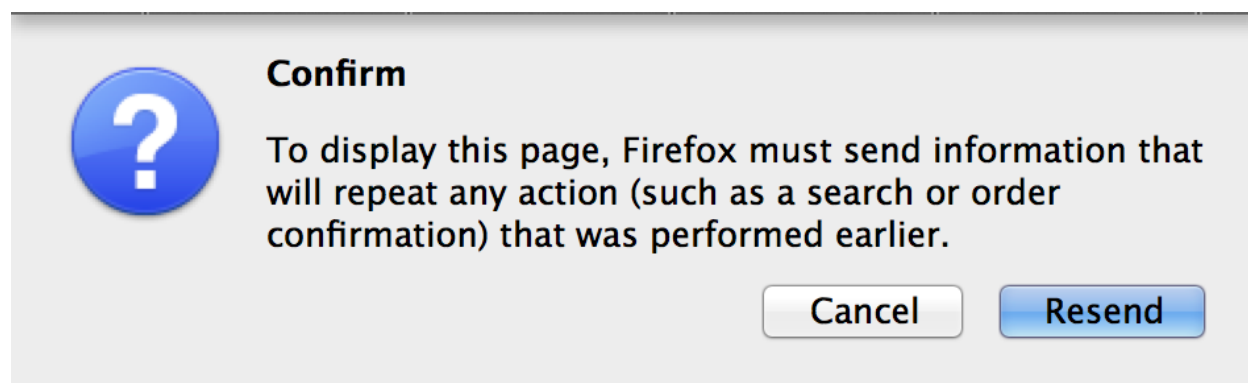 Confirm
To display this page, Firefox must send information that
will repeat any action (such as a search or order
confirmation) that was performed earlier.
Cancel Resend